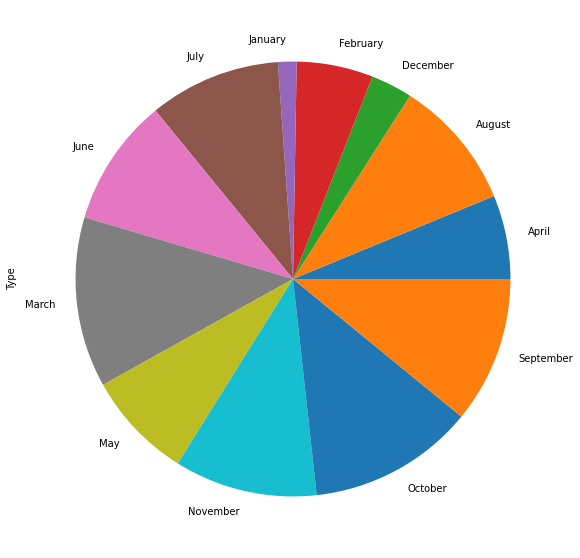 January
February
July
December
August
June
April
Type
March
September
May
October
November